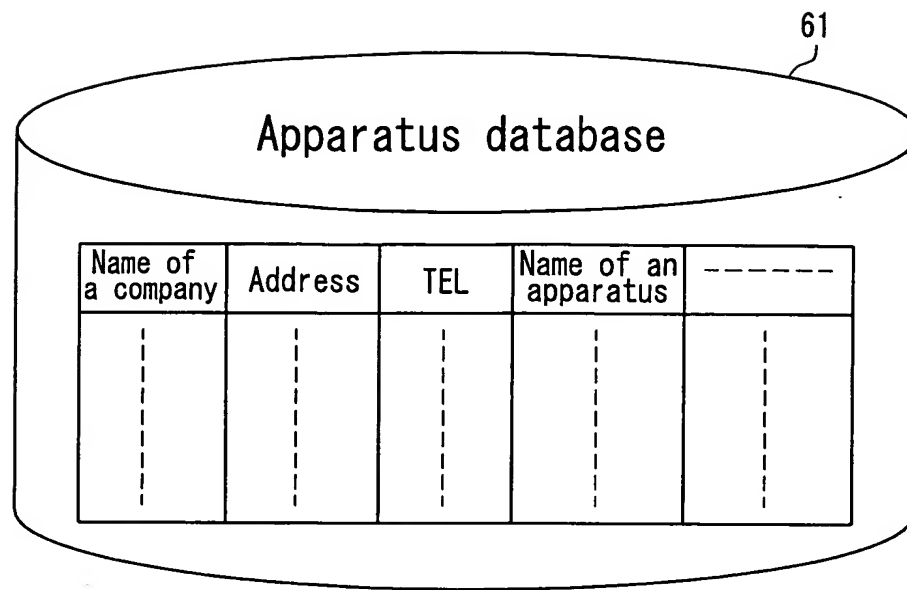 61
Apparatus database
Name of
a company
Address
TEL
Name of an
apparatus